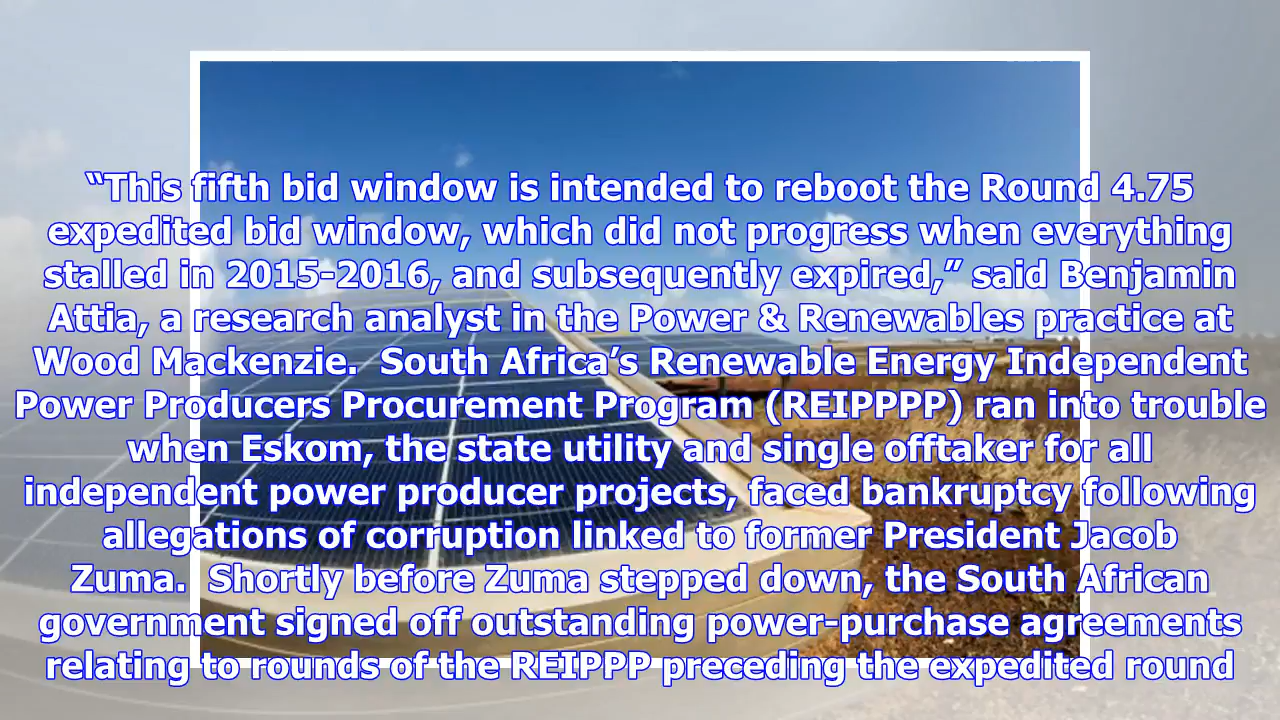 “This fifth bid window is intended to reboot the Round 4.75
expedited bid window, which did not progress when everything
stalled in 2015-2016, and subsequently expired,” said Benjamin
Attia, a research analyst in the Power & Renewables practice at
Wood Mackenzie.  South Africa’s Renewable Energy Independent
Power Producers Procurement Program (REIPPPP) ran into trouble
when Eskom, the state utility and single offtaker for all
independent power producer projects, faced bankruptcy following
allegations of corruption linked to former President Jacob
Zuma.  Shortly before Zuma stepped down, the South African
government signed off outstanding power-purchase agreements
relating to rounds of the REIPPP preceding the expedited round